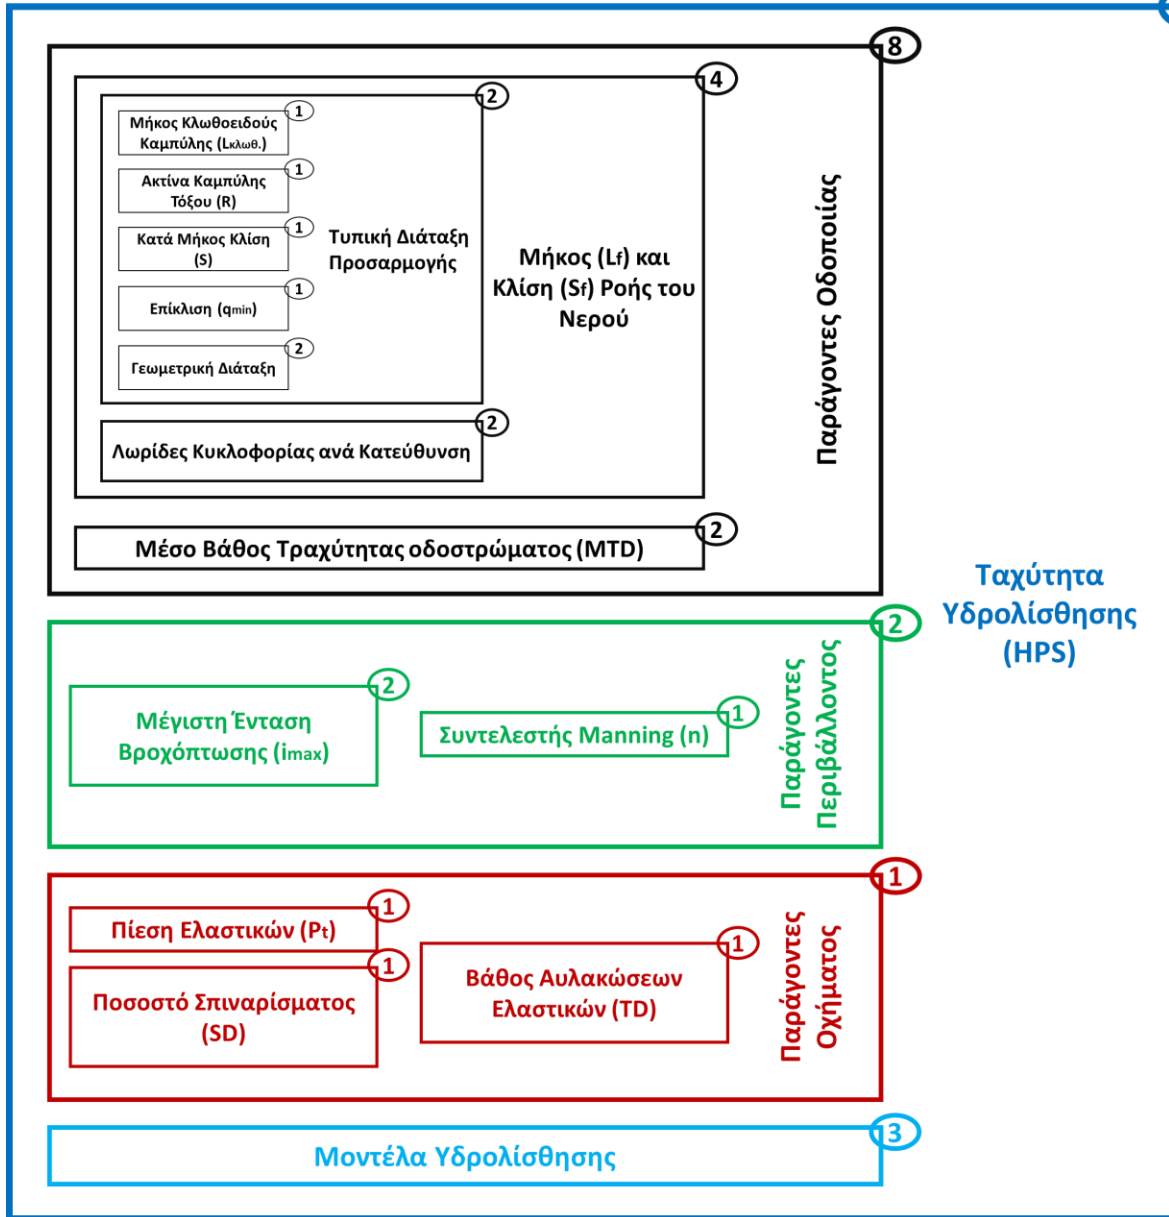 8
4
2
1
Μήκος Κλωθοειδούς
Καμπύλης (Lκλωθ.)
1
Ακτίνα Καμπύλης
Τόξου (R)
1
Κατά Μήκος Κλίση
(S)
1
Επίκλιση (qmin)
2
Γεωμετρική Διάταξη
Τυπική Διάταξη
Προσαρμογής
2
Λωρίδες Κυκλοφορίας ανά Κατεύθυνση
Μήκος (Lf) και
Κλίση (Sf) Ροής του
Νερού
2
Μέσο Βάθος Τραχύτητας οδοστρώματος (MTD)
Παράγοντες Οδοποιίας
2
2
Μέγιστη Ένταση
Βροχόπτωσης (imax)
1
Συντελεστής Manning (n)
Παράγοντες
Περιβάλλοντος
1
1
Πίεση Ελαστικών (Pt)
1
Ποσοστό Σπιναρίσματος
(SD)
1
Βάθος Αυλακώσεων
Ελαστικών (TD)
Παράγοντες
Οχήματος
3
Μοντέλα Υδρολίσθησης
Ταχύτητα
Υδρολίσθησης
(HPS)